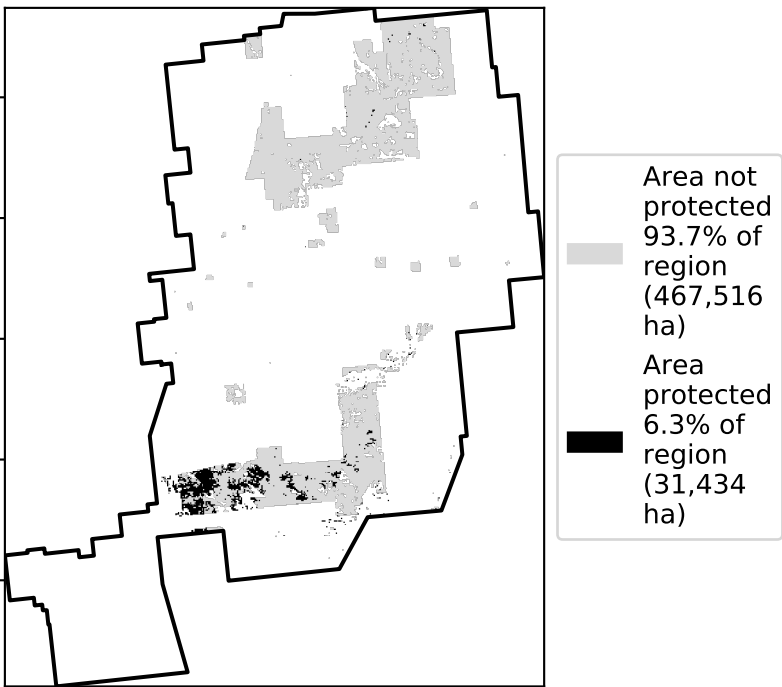 Area not
protected
93.7% of
region
(467,516
ha)
Area
protected
6.3% of
region
(31,434
ha)